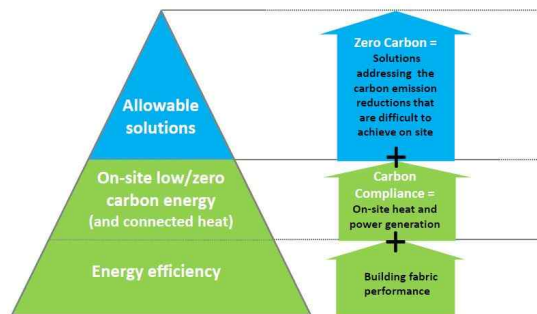 Allowable
solutions
On-site low/zero
carbon energy
(and connected heat)
Energy efficiency
Zero Carbon =
Solutions
addressing the
carbon emission
reductions that
are difficult to
achieve on site
+
Carbon
Compliance =
On-site heat and
power generation
+
Building fabric
performance